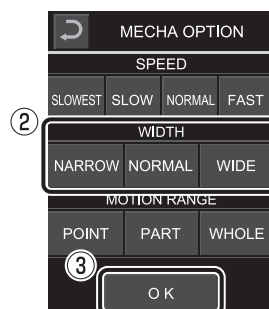 MECHA OPTION
SPEED
SLOWEST SLOW NORMAL FAST
② WIDTH
NARROW NORMAL WIDE
MOTION RANGE
POINT PART WHOLE
③
OK